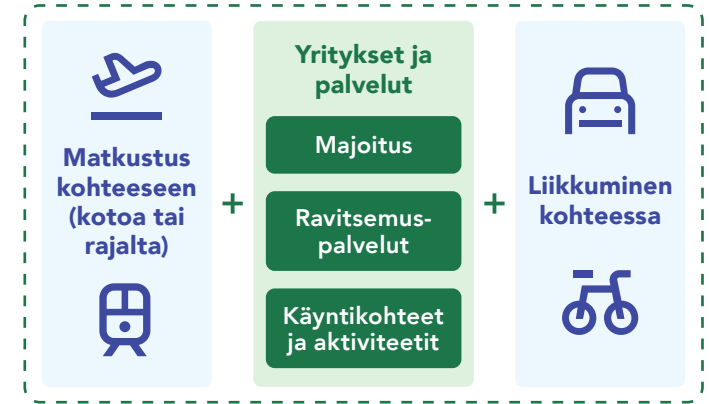 Matkustus
kohteeseen
(kotoa tai
rajalta)
+
Yritykset ja
palvelut
Majoitus
Ravitsemus-
palvelut
Käyntikohteet
ja aktiviteetit
+
Liikkuminen
kohteessa